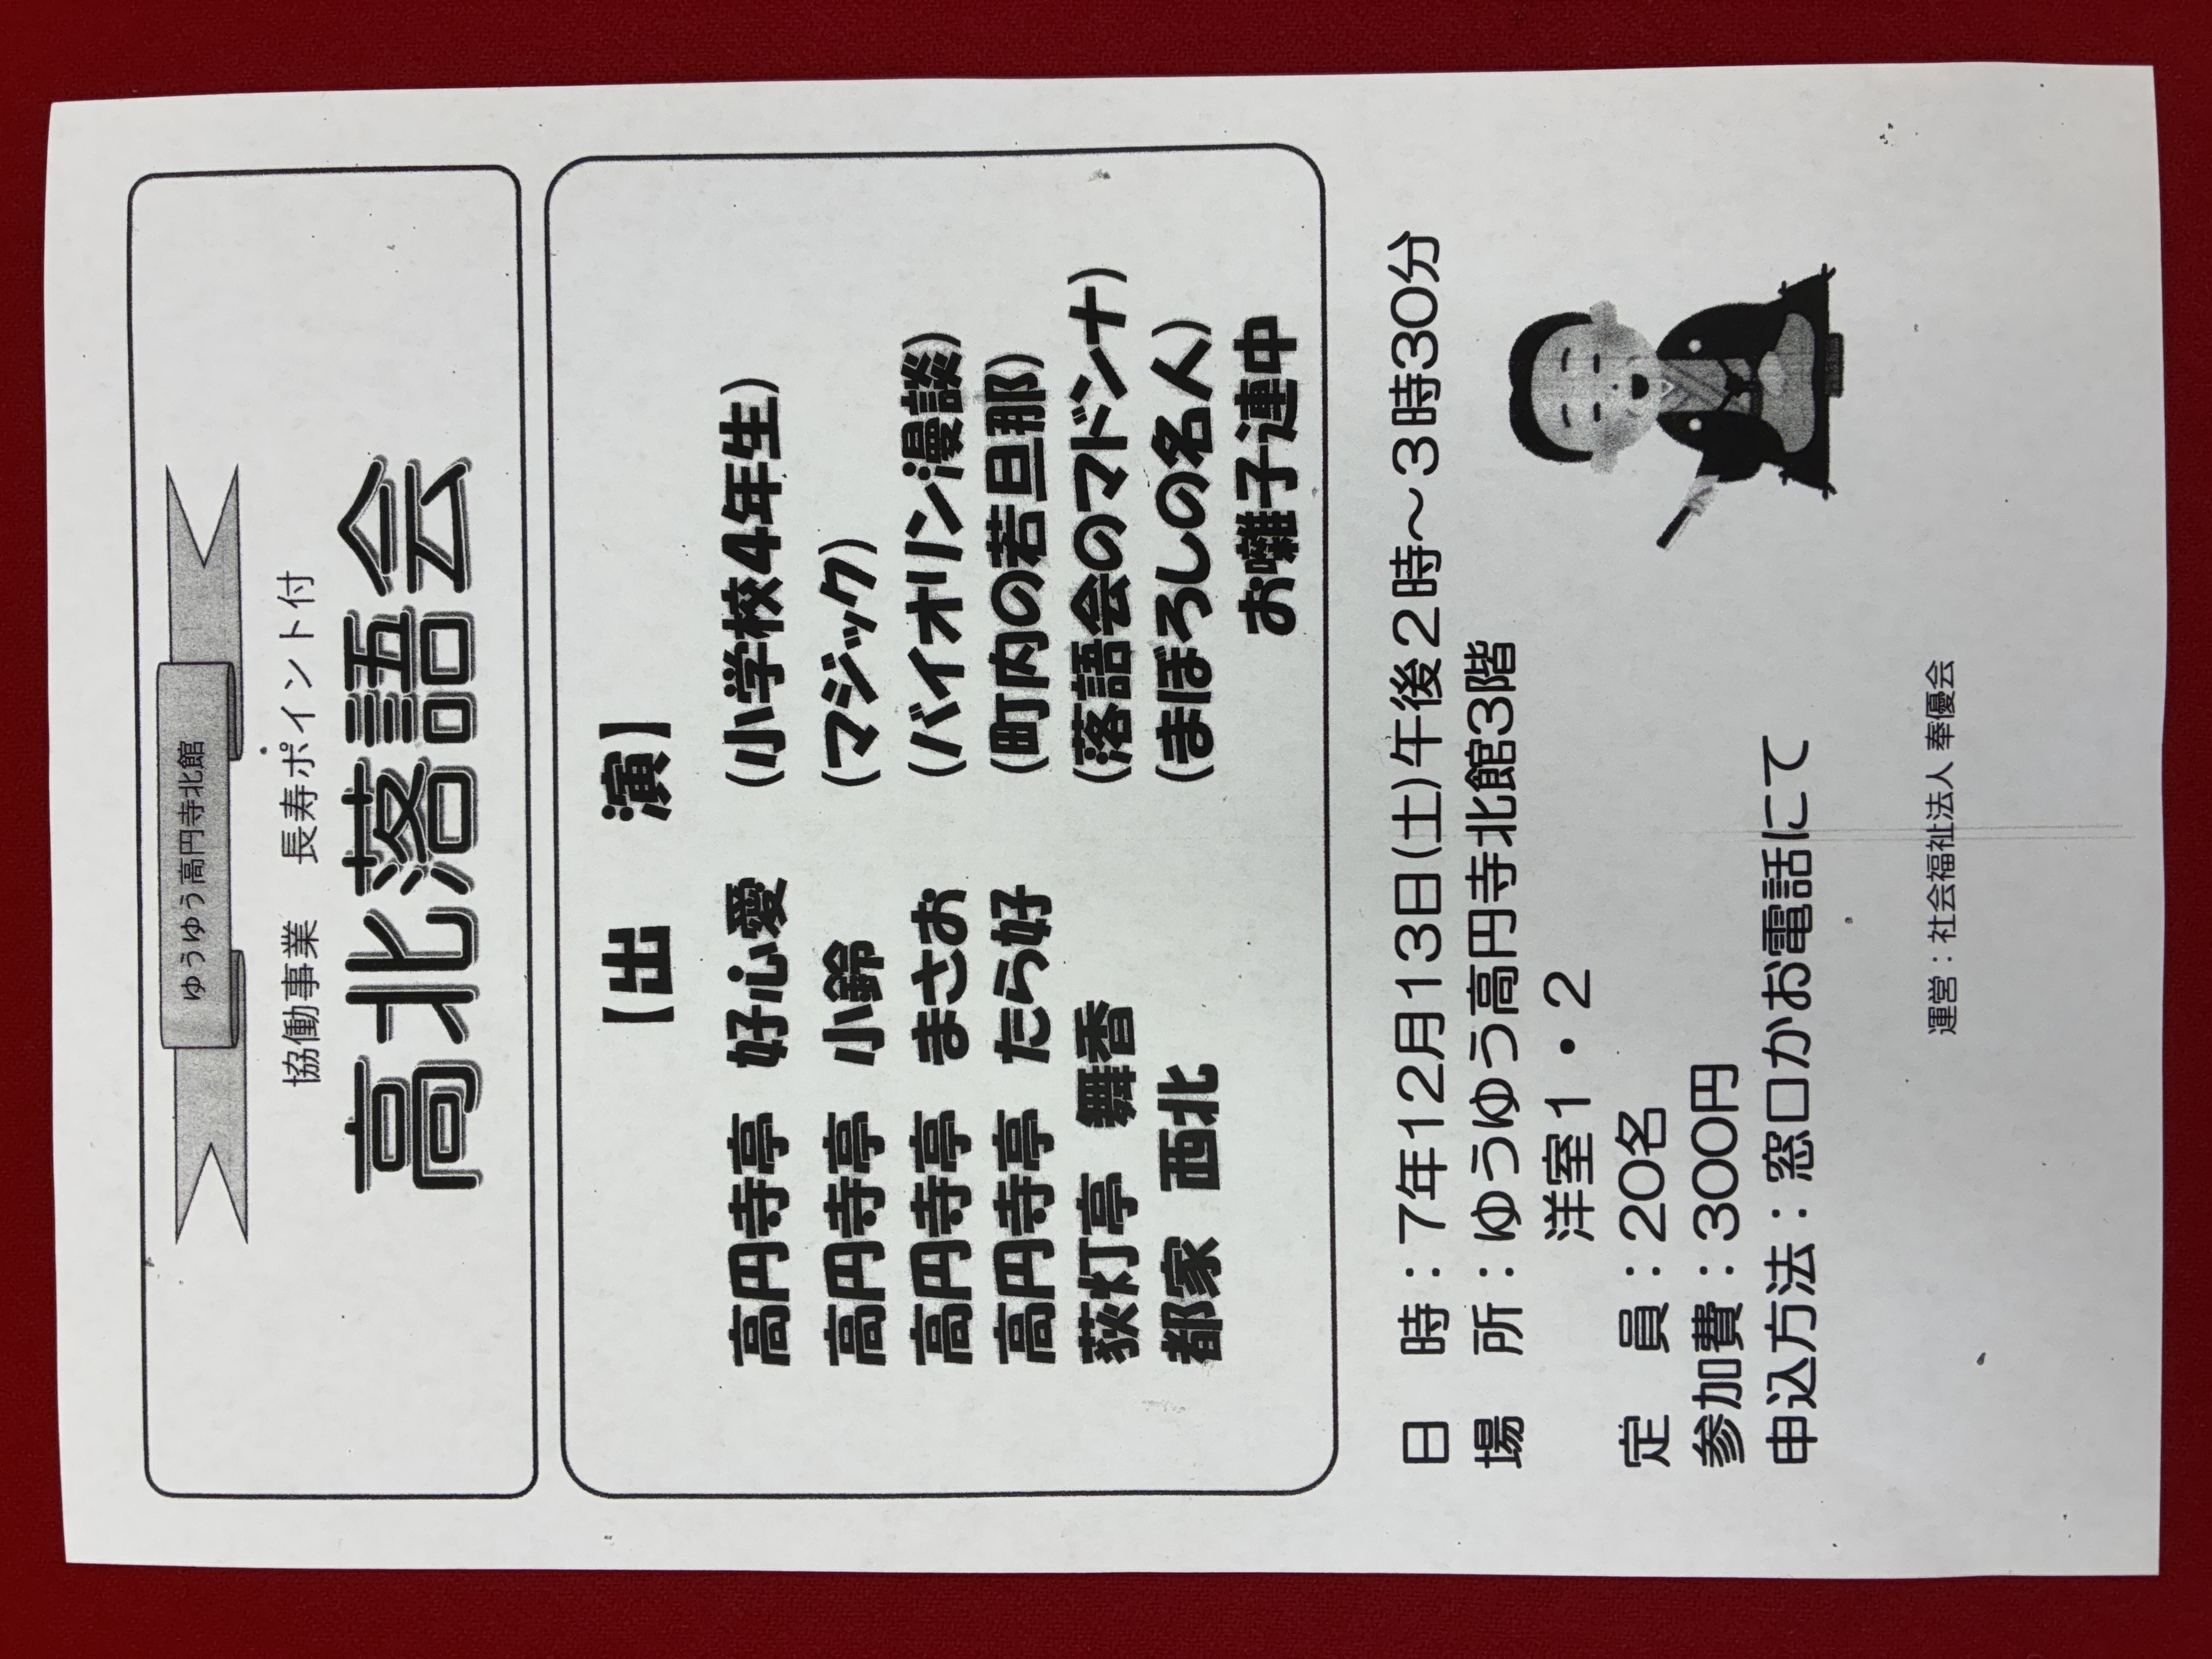 ゆうゆう高円寺北館
協働事業　長寿ポイント付
高北落語会
【出　演】
高円寺亭　好心愛　(小学校4年生)
高円寺亭　小鈴　(マジック)
高円寺亭　まさお　(バイオリン漫談)
高円寺亭　たら好　(町内の若旦那)
荻灯亭　舞香　(落語会のマドンナ)
都家　西北　(まぼろしの名人)
お囃子連中
日　時：7年12月13日(土)午後2時～3時30分
場　所：ゆうゆう高円寺北館3階
洋室1・2
定　員：20名
参加費：300円
申込方法：窓口かお電話にて
運営：社会福祉法人 奉優会